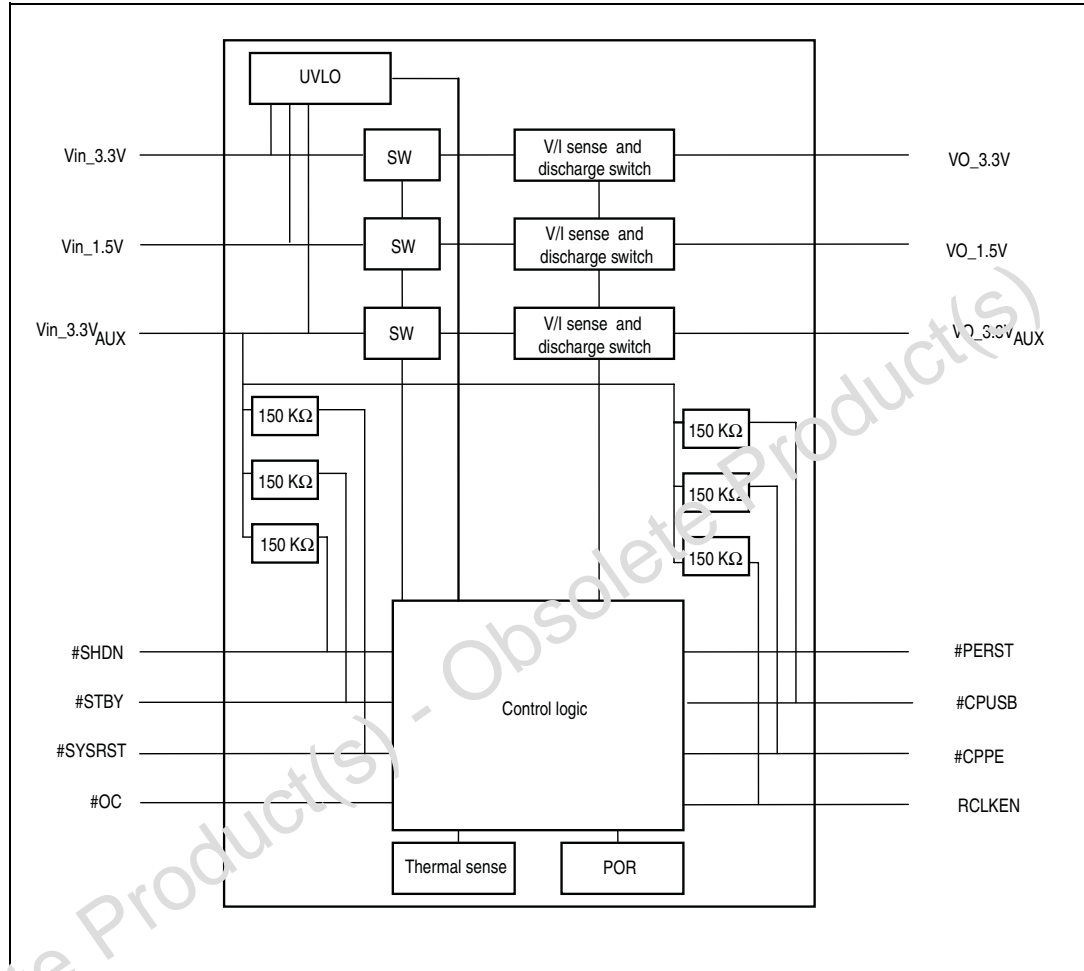 UVLO
Vin_3.3V
SW
V/I sense and
discharge switch
VO_3.3V
Vin_1.5V
SW
V/I sense and
discharge switch
VO_1.5V
Vin_3.3VAUX
SW
V/I sense and
discharge switch
VO_3.3VAUX
150 KΩ
150 KΩ
150 KΩ
150 KΩ
150 KΩ
150 KΩ
#SHDN
#STBY
#SYSRST
#OC
Control logic
#PERST
#CPUSB
#CPPE
RCLKEN
Thermal sense
POR
ete Product(s) - Obsolete Product(s)